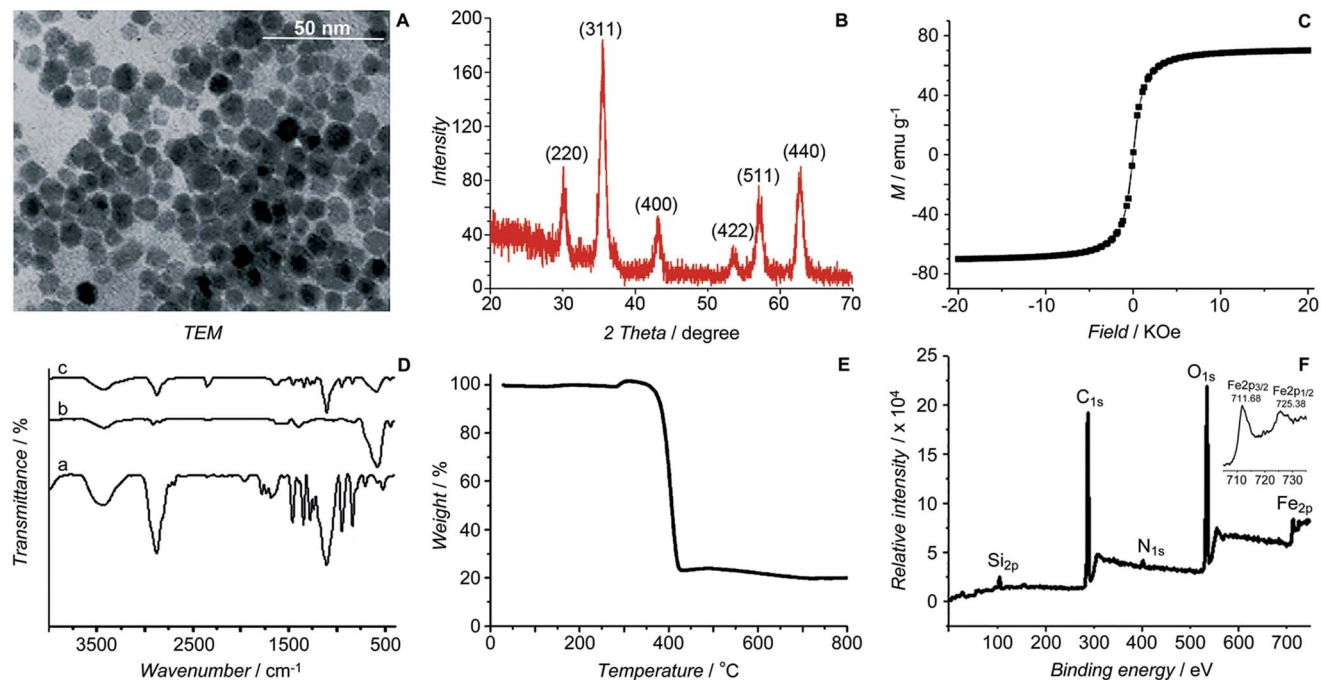 50 nm
A
TEM
B
Intensity
200
160
120
80
40
0
(220)
(311)
(400)
(422)
(511)
(440)
20 30 40 50 60 70
2 Theta / degree
C
M / emu g-1
80
40
0
-40
-80
-20 -10 0 10 20
Field / KOe
D
Transmittance / %
c
b
a
3500 2500 1500 500
Wavenumber / cm-1
E
Weight / %
100
80
60
40
20
0
0 200 400 600 800
Temperature / °C
F
Relative intensity / x 10⁴
25
20
15
10
5
0
Si2p
C1s
N1s
O1s
Fe2p
Fe2p3/2
711.68
Fe2p1/2
725.38
710 720 730
100 200 300 400 500 600 700
Binding energy / eV